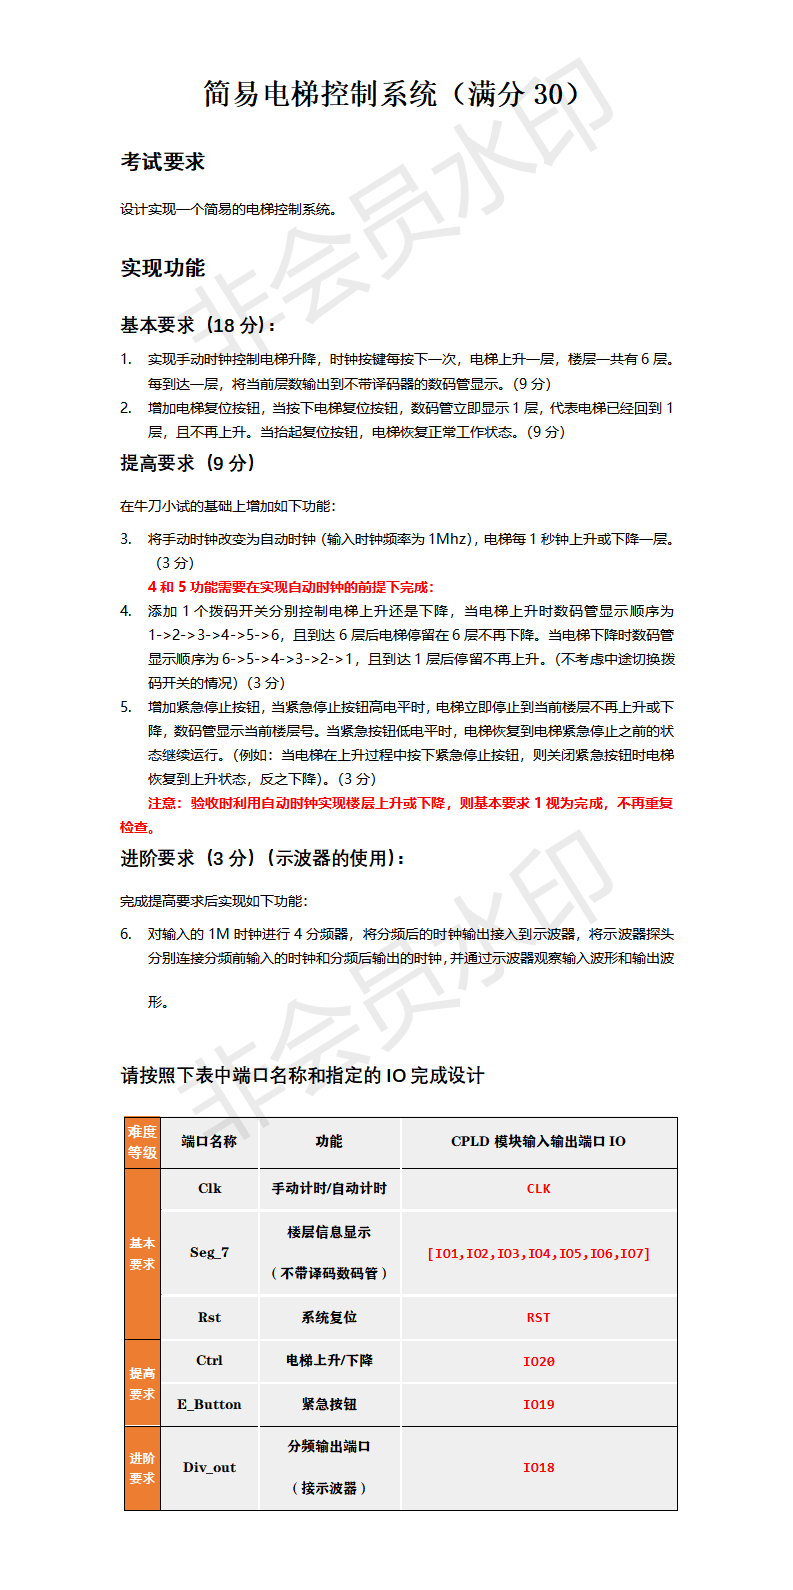 简易电梯控制系统（满分 30）
考试要求
设计实现一个简易的电梯控制系统。
实现功能
基本要求（18 分）：
1. 实现手动时钟控制电梯升降，时钟按键每按下一次，电梯上升一层，楼层一共有 6 层。
每到达一层，将当前层数输出到不带译码器的数码管显示。（9 分）
2. 增加电梯复位按钮，当按下电梯复位按钮，数码管立即显示 1 层，代表电梯已经回到 1
层，且不再上升。当抬起复位按钮，电梯恢复正常工作状态。（9 分）
提高要求（9 分）
在牛刀小试的基础上增加如下功能：
3. 将手动时钟改变为自动时钟（输入时钟频率为 1Mhz），电梯每 1 秒钟上升或下降一层。
（3 分）
4 和 5 功能需要在实现自动时钟的前提下完成：
4. 添加 1 个拨码开关分别控制电梯上升还是下降，当电梯上升时数码管显示顺序为
1->2->3->4->5->6，且到达 6 层后电梯停留在 6 层不再下降。当电梯下降时数码管
显示顺序为 6->5->4->3->2->1，且到达 1 层后停留不再上升。（不考虑中途切换拨
码开关的情况）（3 分）
5. 增加紧急停止按钮，当紧急停止按钮高电平时，电梯立即停止到当前楼层不再上升或下
降，数码管显示当前楼层号。当紧急按钮低电平时，电梯恢复到电梯紧急停止之前的状
态继续运行。（例如：当电梯在上升过程中按下紧急停止按钮，则关闭紧急按钮时电梯
恢复到上升状态，反之下降）。（3 分）
注意：验收时利用自动时钟实现楼层上升或下降，则基本要求 1 视为完成，不再重复
检查。
进阶要求（3 分）（示波器的使用）：
完成提高要求后实现如下功能：
6. 对输入的 1M 时钟进行 4 分频器，将分频后的时钟输出接入到示波器，将示波器探头
分别连接分频前输入的时钟和分频后输出的时钟，并通过示波器观察输入波形和输出波
形。
请按照下表中端口名称和指定的 IO 完成设计
难度
等级
端口名称
功能
CPLD 模块输入输出端口 IO
基本
要求
Clk
手动计时/自动计时
CLK
Seg_7
楼层信息显示
（不带译码数码管）
[IO1,IO2,IO3,IO4,IO5,IO6,IO7]
Rst
系统复位
RST
提高
要求
Ctrl
电梯上升/下降
IO20
E_Button
紧急按钮
IO19
进阶
要求
Div_out
分频输出端口
（接示波器）
IO18
非会员水印
非会员水印